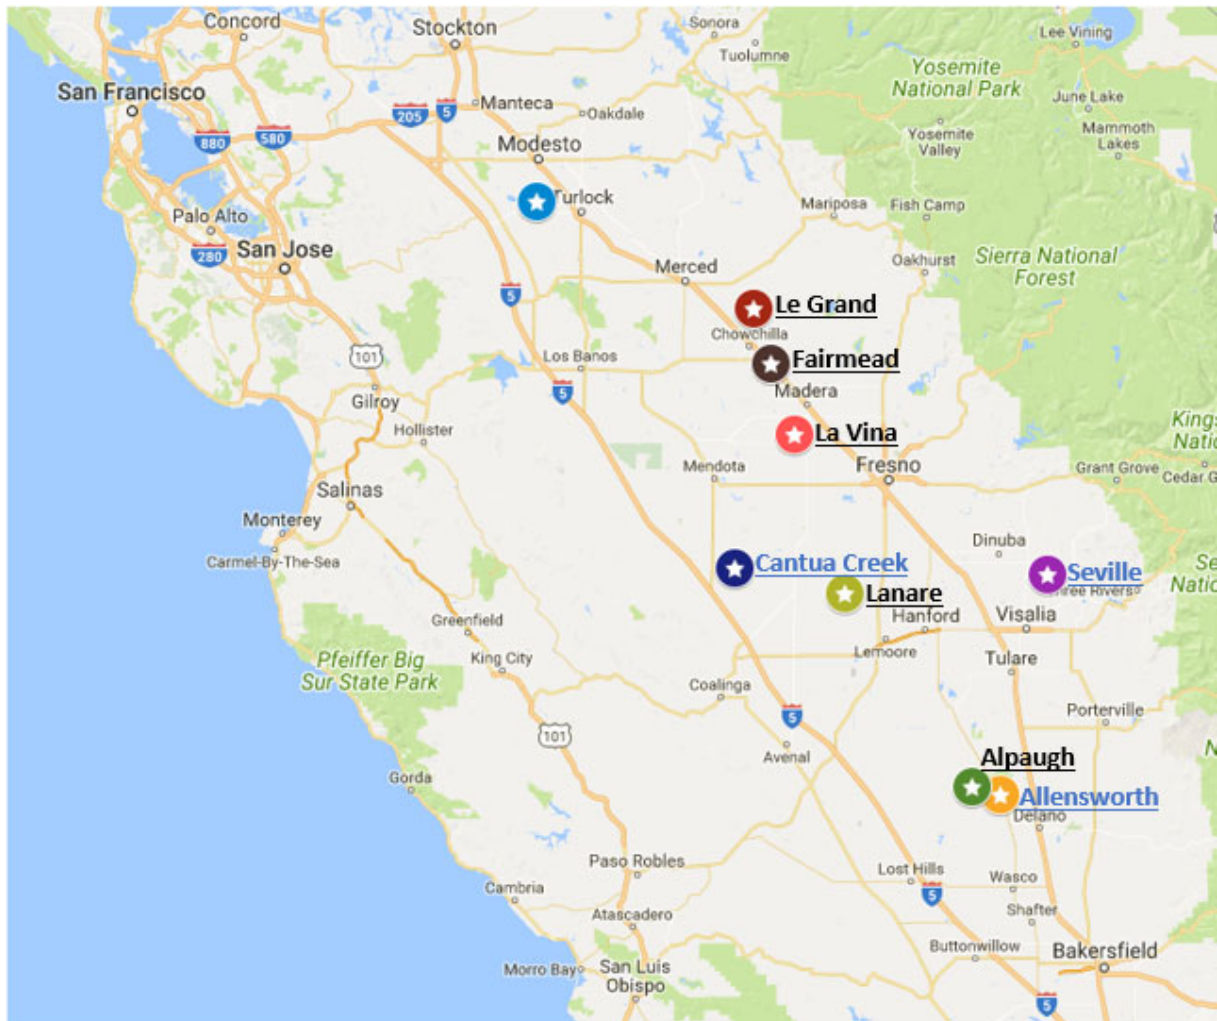 Concord
Stockton
Sonora
Lee Vining
Tuolumne
Yosemite
National Park
San Francisco
Manteca
Oakdale
205
5
June Lake
880
580
Modesto
Yosemite
Valley
Mammoth
Lakes
Turlock
Mariposa
Fish Camp
Palo Alto
280
San Jose
Merced
Oakhurst
Sierra National
Forest
5
Le Grand
Chowchilla
101
Los Banos
Fairmead
5
Madera
Gilroy
Hollister
La Vina
Kings
Natio
Mendota
Fresno
Grant Grove
Cedar G
Salinas
Monterey
Carmel-By-The-Sea
Dinuba
Cantua Creek
Seville
Se
Natio
Three Rivers
Lanare
Hanford
Visalia
Greenfield
Lemoore
King City
Tulare
Pfeiffer Big
Sur State Park
Coalinga
5
Porterville
101
Avenal
N
Alpaugh
Gorda
Allensworth
Delano
Paso Robles
Lost Hills
Wasco
Cambria
5
Atascadero
Shafter
Buttonwillow
Bakersfield
Morro Bay
San Luis
Obispo
5